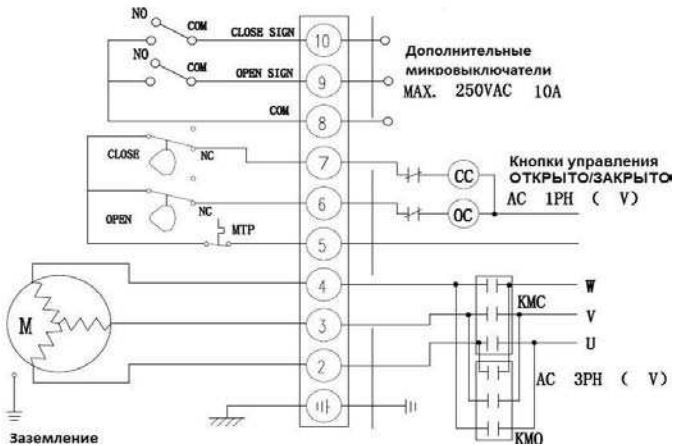 NO
COM
CLOSE SIGN
10
NO
COM
OPEN SIGN
9
COM
8
Дополнительные
микровыключатели
MAX. 250VAC 10A
CLOSE
NC
7
CC
Кнопки управления
ОТКРЫТО/ЗАКРЫТО
AC 1PH ( V)
OPEN
NC
6
OC
MTP
5
4
W
KMC
M
3
V
2
U
AC 3PH ( V)
KMO
Заземление